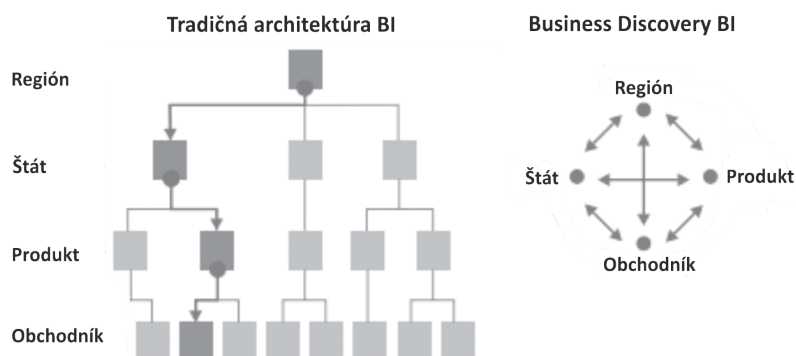 Tradičná architektúra BI
Región
Štát
Produkt
Obchodník
Business Discovery BI
Región
Štát
Produkt
Obchodník